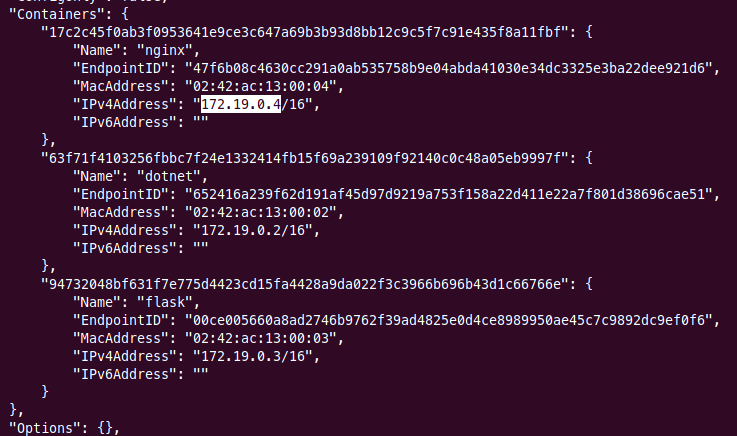 "Containers": {
"17c2c45f0ab3f0953641e9ce3c647a69b3b93d8bb12c9c5f7c91e435f8a11fbf": {
"Name": "nginx",
"EndpointID": "47f6b08c4630cc291a0ab535758b9e04abda41030e34dc3325e3ba22dee921d6",
"MacAddress": "02:42:ac:13:00:04",
"IPv4Address": "172.19.0.4/16",
"IPv6Address": ""
},
"63f71f4103256fbbc7f24e1332414fb15f69a239109f92140c0c48a05eb9997f": {
"Name": "dotnet",
"EndpointID": "652416a239f62d191af45d97d9219a753f158a22d411e22a7f801d38696cae51",
"MacAddress": "02:42:ac:13:00:02",
"IPv4Address": "172.19.0.2/16",
"IPv6Address": ""
},
"94732048bf631f7e775d4423cd15fa4428a9da022f3c3966b696b43d1c66766e": {
"Name": "flask",
"EndpointID": "00ce005660a8ad2746b9762f39ad4825e0d4ce8989950ae45c7c9892dc9ef0f6",
"MacAddress": "02:42:ac:13:00:03",
"IPv4Address": "172.19.0.3/16",
"IPv6Address": ""
}
},
"Options": {},